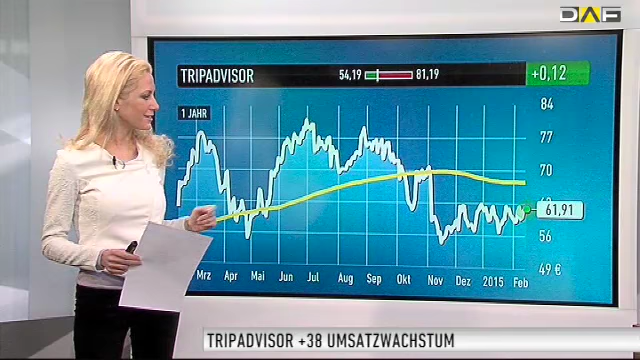 DAF
TRIPADVISOR 54,19 81,19 +0,12
1 JAHR
84
77
70
61,91
56
49 €
Mrz Apr Mai Jun Jul Aug Sep Okt Nov Dez 2015 Feb
TRIPADVISOR +38 UMSATZWACHSTUM